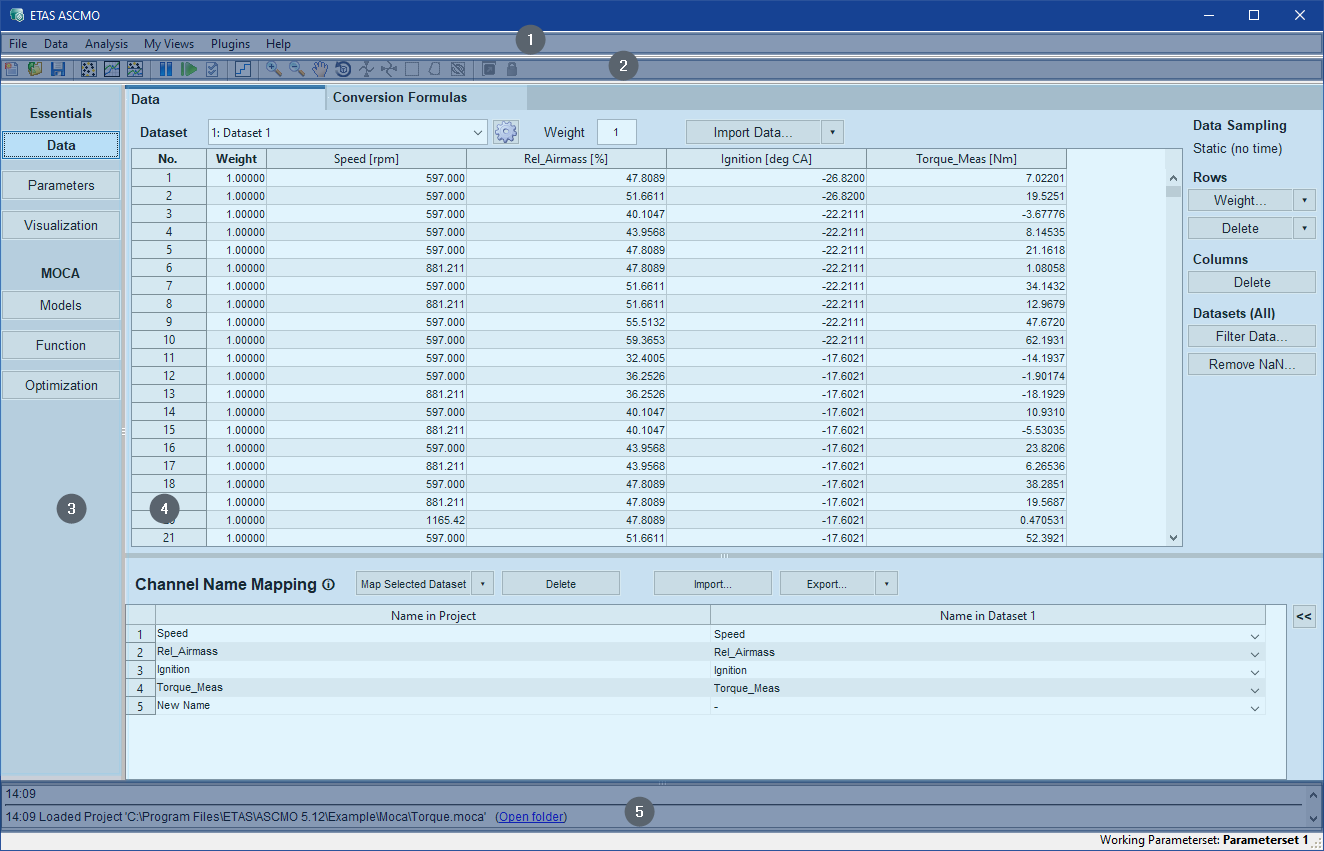 ETAS ASCMO
File Data Analysis My Views Plugins Help
1
2
Essentials
Data
Parameters
Visualization
MOCA
Models
Function
Optimization
3
Data Conversion Formulas
Dataset 1: Dataset 1 Weight 1 Import Data...
No. Weight Speed [rpm] Rel_Airmass [%] Ignition [deg CA] Torque_Meas [Nm]
1 1.00000 597.000 47.8089 -26.8200 7.02201
2 1.00000 597.000 51.6611 -26.8200 19.5251
3 1.00000 597.000 40.1047 -22.2111 -3.67776
4 1.00000 597.000 43.9568 -22.2111 8.14535
5 1.00000 597.000 47.8089 -22.2111 21.1618
6 1.00000 881.211 47.8089 -22.2111 1.08058
7 1.00000 597.000 51.6611 -22.2111 34.1432
8 1.00000 881.211 51.6611 -22.2111 12.9679
9 1.00000 597.000 55.5132 -22.2111 47.6720
10 1.00000 597.000 59.3653 -22.2111 62.1931
11 1.00000 597.000 32.4005 -17.6021 -14.1937
12 1.00000 597.000 36.2526 -17.6021 -1.90174
13 1.00000 881.211 36.2526 -17.6021 -18.1929
14 1.00000 597.000 40.1047 -17.6021 10.9310
15 1.00000 881.211 40.1047 -17.6021 -5.53035
16 1.00000 597.000 43.9568 -17.6021 23.8206
17 1.00000 881.211 43.9568 -17.6021 6.26536
18 1.00000 597.000 47.8089 -17.6021 38.2851
1.00000 881.211 47.8089 -17.6021 19.5687
1.00000 1165.42 47.8089 -17.6021 0.470531
21 1.00000 597.000 51.6611 -17.6021 52.3921
4
Data Sampling
Static (no time)
Rows
Weight...
Delete
Columns
Delete
Datasets (All)
Filter Data...
Remove NaN...
Channel Name Mapping Map Selected Dataset Delete Import... Export...
Name in Project Name in Dataset 1 <<
1 Speed Speed
2 Rel_Airmass Rel_Airmass
3 Ignition Ignition
4 Torque_Meas Torque_Meas
5 New Name -
14:09
14:09 Loaded Project 'C:\Program Files\ETAS\ASCMO 5.12\Example\Moca\Torque.moca' (Open folder)
5
Working Parameterset: Parameterset 1